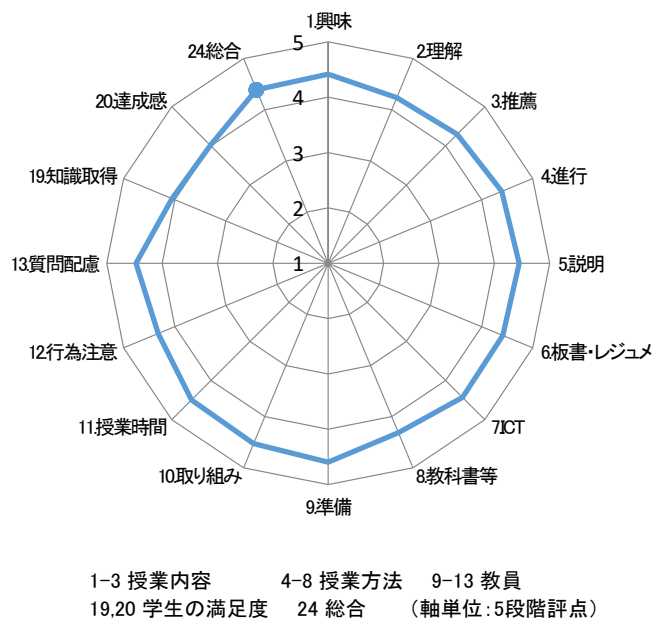 1.興味
2.理解
3.推薦
4.進行
5.説明
6.板書・レジュメ
7.ICT
8.教科書等
9.準備
10.取り組み
11.授業時間
12.行為注意
13.質問配慮
19.知識取得
20.達成感
24.総合
5
4
3
2
1
1-3 授業内容 4-8 授業方法 9-13 教員
19,20 学生の満足度 24 総合 （軸単位:5段階評点）